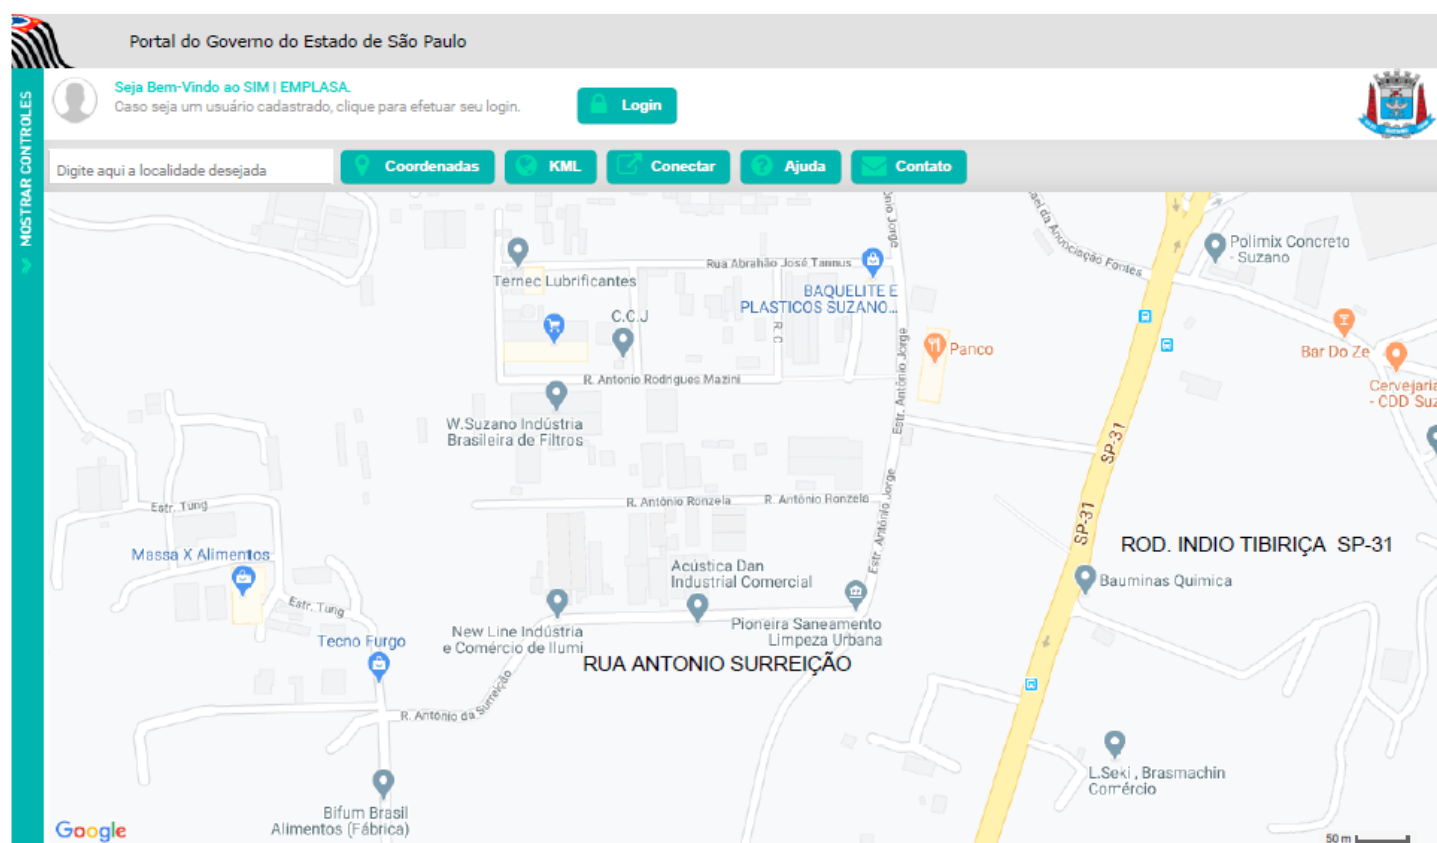 Portal do Governo do Estado de São Paulo
MOSTRAR CONTROLES
Seja Bem-Vindo ao SIM | EMPLASA.
Caso seja um usuário cadastrado, clique para efetuar seu login.
Login
Digite aqui a localidade desejada
Coordenadas
KML
Conectar
Ajuda
Contato
Polimix Concreto
- Suzano
Rua Abrahão José Tannus
Ternec Lubrificantes
BAQUELITE E
PLASTICOS SUZANO...
C.C.J
R. C
Panco
Bar Do Ze
Cervejaria
- CDD Suz
R. Antonio Rodrigues Mazini
Estr. Antônio Jorge
W.Suzano Indústria
Brasileira de Filtros
SP-31
Estr. Tung
R. Antônio Ronzela
R. Antônio Ronzela
Estr. Antônio Jorge
SP-31
ROD. INDIO TIBIRIÇA SP-31
Massa X Alimentos
Acústica Dan
Industrial Comercial
Bauminas Quimica
Estr. Tung
Tecno Furgo
New Line Indústria
e Comércio de Ilumi
Pioneira Saneamento
Limpeza Urbana
RUA ANTONIO SURREIÇÃO
R. Antônio da Surreição
L.Seki , Brasmachin
Comércio
Bifum Brasil
Alimentos (Fábrica)
Google
50 m